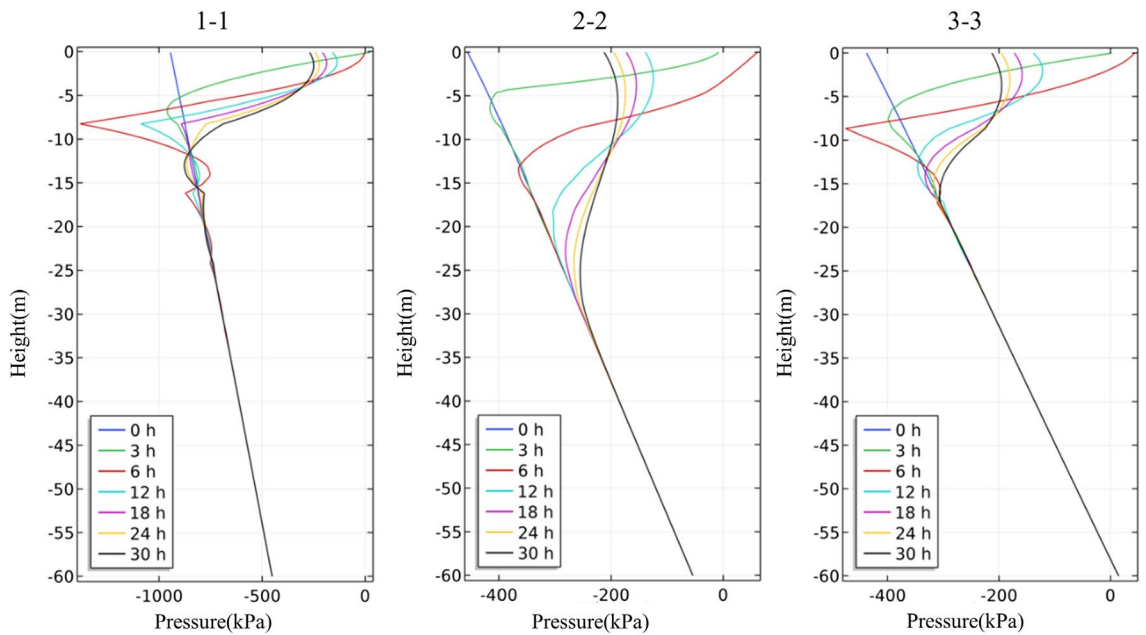 1-1
0
-5
-10
-15
-20
-25
-30
-35
-40
-45
-50
-55
-60
Height(m)
0 h
3 h
6 h
12 h
18 h
24 h
30 h
-1000
-500
0
Pressure(kPa)
2-2
0
-5
-10
-15
-20
-25
-30
-35
-40
-45
-50
-55
-60
Height(m)
0 h
3 h
6 h
12 h
18 h
24 h
30 h
-400
-200
0
Pressure(kPa)
3-3
0
-5
-10
-15
-20
-25
-30
-35
-40
-45
-50
-55
-60
Height(m)
0 h
3 h
6 h
12 h
18 h
24 h
30 h
-400
-200
0
Pressure(kPa)